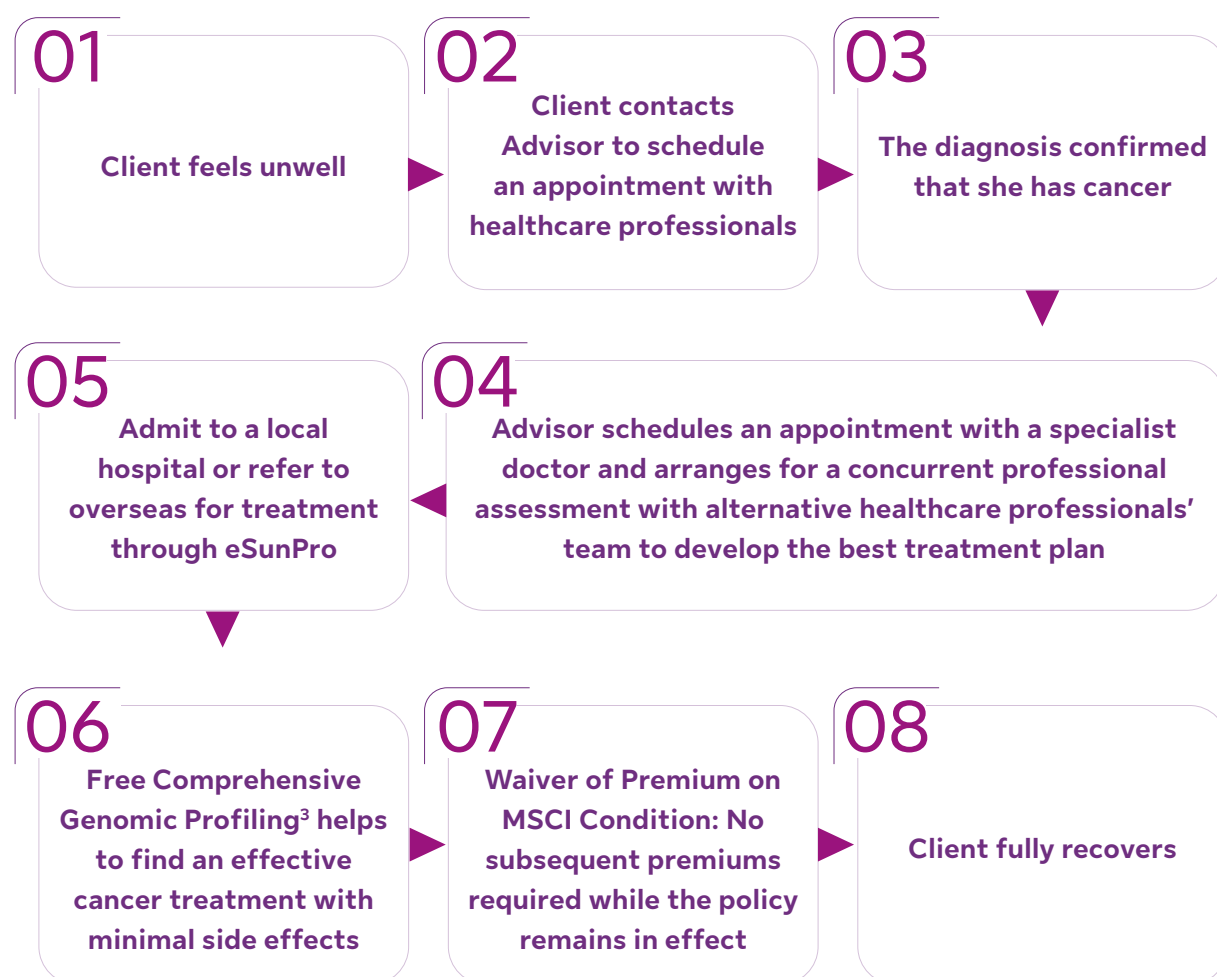 01
Client feels unwell
02
Client contacts
Advisor to schedule
an appointment with
healthcare professionals
03
The diagnosis confirmed
that she has cancer
04
Advisor schedules an appointment with a specialist
doctor and arranges for a concurrent professional
assessment with alternative healthcare professionals’
team to develop the best treatment plan
05
Admit to a local
hospital or refer to
overseas for treatment
through eSunPro
06
Free Comprehensive
Genomic Profiling³ helps
to find an effective
cancer treatment with
minimal side effects
07
Waiver of Premium on
MSCI Condition: No
subsequent premiums
required while the policy
remains in effect
08
Client fully recovers